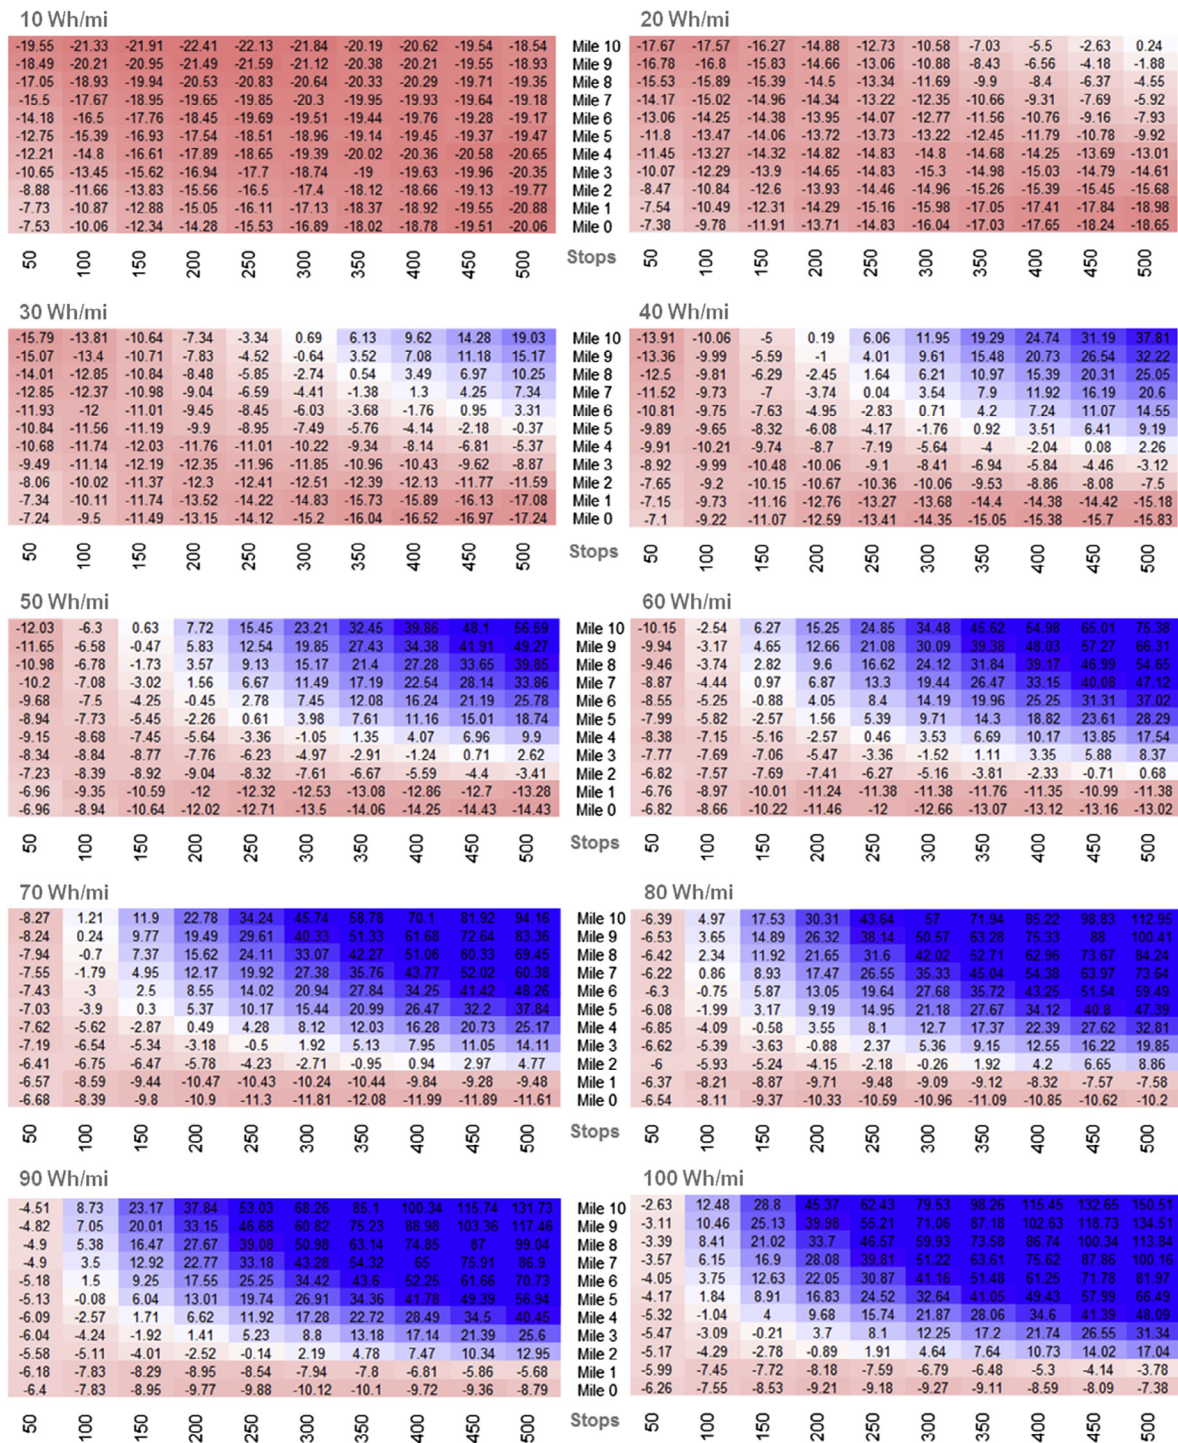 10 Wh/mi 20 Wh/mi
-19.55 -21.33 -21.91 -22.41 -22.13 -21.84 -20.19 -20.62 -19.54 -18.54 Mile 10 -17.67 -17.57 -16.27 -14.88 -12.73 -10.58 -7.03 -5.5 -2.63 0.24
-18.49 -20.21 -20.95 -21.49 -21.59 -21.12 -20.38 -20.21 -19.55 -18.93 Mile 9 -16.78 -16.8 -15.83 -14.66 -13.06 -10.88 -8.43 -6.56 -4.18 -1.88
-17.05 -18.93 -19.94 -20.53 -20.83 -20.64 -20.33 -20.29 -19.71 -19.35 Mile 8 -15.53 -15.89 -15.39 -14.5 -13.34 -11.69 -9.9 -8.4 -6.37 -4.55
-15.5 -17.67 -18.95 -19.65 -19.85 -20.3 -19.95 -19.93 -19.64 -19.18 Mile 7 -14.17 -15.02 -14.96 -14.34 -13.22 -12.35 -10.66 -9.31 -7.69 -5.92
-14.18 -16.5 -17.76 -18.45 -19.69 -19.51 -19.44 -19.76 -19.28 -19.17 Mile 6 -13.06 -14.25 -14.38 -13.95 -14.07 -12.77 -11.56 -10.76 -9.16 -7.93
-12.75 -15.39 -16.93 -17.54 -18.51 -18.96 -19.14 -19.45 -19.37 -19.47 Mile 5 -11.8 -13.47 -14.06 -13.72 -13.73 -13.22 -12.45 -11.79 -10.78 -9.92
-12.21 -14.8 -16.61 -17.89 -18.65 -19.39 -20.02 -20.36 -20.58 -20.65 Mile 4 -11.45 -13.27 -14.32 -14.82 -14.83 -14.8 -14.68 -14.25 -13.69 -13.01
-10.65 -13.45 -15.62 -16.94 -17.7 -18.74 -19 -19.63 -19.96 -20.35 Mile 3 -10.07 -12.29 -13.9 -14.65 -14.83 -15.3 -14.98 -15.03 -14.79 -14.61
-8.88 -11.66 -13.83 -15.56 -16.5 -17.4 -18.12 -18.66 -19.13 -19.77 Mile 2 -8.47 -10.84 -12.6 -13.93 -14.46 -14.96 -15.26 -15.39 -15.45 -15.68
-7.73 -10.87 -12.88 -15.05 -16.11 -17.13 -18.37 -18.92 -19.55 -20.88 Mile 1 -7.54 -10.49 -12.31 -14.29 -15.16 -15.98 -17.05 -17.41 -17.84 -18.98
-7.53 -10.06 -12.34 -14.28 -15.53 -16.89 -18.02 -18.78 -19.51 -20.06 Mile 0 -7.38 -9.78 -11.91 -13.71 -14.83 -16.04 -17.03 -17.65 -18.24 -18.65
50 100 150 200 250 300 350 400 450 500 Stops 50 100 150 200 250 300 350 400 450 500
30 Wh/mi 40 Wh/mi
-15.79 -13.81 -10.64 -7.34 -3.34 0.69 6.13 9.62 14.28 19.03 Mile 10 -13.91 -10.06 -5 0.19 6.06 11.95 19.29 24.74 31.19 37.81
-15.07 -13.4 -10.71 -7.83 -4.52 -0.64 3.52 7.08 11.18 15.17 Mile 9 -13.36 -9.99 -5.59 -1 4.01 9.61 15.48 20.73 26.54 32.22
-14.01 -12.85 -10.84 -8.48 -5.85 -2.74 0.54 3.49 6.97 10.25 Mile 8 -12.5 -9.81 -6.29 -2.45 1.64 6.21 10.97 15.39 20.31 25.05
-12.85 -12.37 -10.98 -9.04 -6.59 -4.41 -1.38 1.3 4.25 7.34 Mile 7 -11.52 -9.73 -7 -3.74 0.04 3.54 7.9 11.92 16.19 20.6
-11.93 -12 -11.01 -9.45 -8.45 -6.03 -3.68 -1.76 0.95 3.31 Mile 6 -10.81 -9.75 -7.63 -4.95 -2.83 0.71 4.2 7.24 11.07 14.55
-10.84 -11.56 -11.19 -9.9 -8.95 -7.49 -5.76 -4.14 -2.18 -0.37 Mile 5 -9.89 -9.65 -8.32 -6.08 -4.17 -1.76 0.92 3.51 6.41 9.19
-10.68 -11.74 -12.03 -11.76 -11.01 -10.22 -9.34 -8.14 -6.81 -5.37 Mile 4 -9.91 -10.21 -9.74 -8.7 -7.19 -5.64 -4 -2.04 0.08 2.26
-9.49 -11.14 -12.19 -12.35 -11.96 -11.85 -10.96 -10.43 -9.62 -8.87 Mile 3 -8.92 -9.99 -10.48 -10.06 -9.1 -8.41 -6.94 -5.84 -4.46 -3.12
-8.06 -10.02 -11.37 -12.3 -12.41 -12.51 -12.39 -12.13 -11.77 -11.59 Mile 2 -7.65 -9.2 -10.15 -10.67 -10.36 -10.06 -9.53 -8.86 -8.08 -7.5
-7.34 -10.11 -11.74 -13.52 -14.22 -14.83 -15.73 -15.89 -16.13 -17.08 Mile 1 -7.15 -9.73 -11.16 -12.76 -13.27 -13.68 -14.4 -14.38 -14.42 -15.18
-7.24 -9.5 -11.49 -13.15 -14.12 -15.2 -16.04 -16.52 -16.97 -17.24 Mile 0 -7.1 -9.22 -11.07 -12.59 -13.41 -14.35 -15.05 -15.38 -15.7 -15.83
50 100 150 200 250 300 350 400 450 500 Stops 50 100 150 200 250 300 350 400 450 500
50 Wh/mi 60 Wh/mi
-12.03 -6.3 0.63 7.72 15.45 23.21 32.45 39.86 48.1 56.59 Mile 10 -10.15 -2.54 6.27 15.25 24.85 34.48 45.62 54.98 65.01 75.38
-11.65 -6.58 -0.47 5.83 12.54 19.85 27.43 34.38 41.91 49.27 Mile 9 -9.94 -3.17 4.65 12.66 21.08 30.09 39.38 48.03 57.27 66.31
-10.98 -6.78 -1.73 3.57 9.13 15.17 21.4 27.28 33.65 39.85 Mile 8 -9.46 -3.74 2.82 9.6 16.62 24.12 31.84 39.17 46.99 54.65
-10.2 -7.08 -3.02 1.56 6.67 11.49 17.19 22.54 28.14 33.86 Mile 7 -8.87 -4.44 0.97 6.87 13.3 19.44 26.47 33.15 40.08 47.12
-9.68 -7.5 -4.25 -0.45 2.78 7.45 12.08 16.24 21.19 25.78 Mile 6 -8.55 -5.25 -0.88 4.05 8.4 14.19 19.96 25.25 31.31 37.02
-8.94 -7.73 -5.45 -2.26 0.61 3.98 7.61 11.16 15.01 18.74 Mile 5 -7.99 -5.82 -2.57 1.56 5.39 9.71 14.3 18.82 23.61 28.29
-9.15 -8.68 -7.45 -5.64 -3.36 -1.05 1.35 4.07 6.96 9.9 Mile 4 -8.38 -7.15 -5.16 -2.57 0.46 3.53 6.69 10.17 13.85 17.54
-8.34 -8.84 -8.77 -7.76 -6.23 -4.97 -2.91 -1.24 0.71 2.62 Mile 3 -7.77 -7.69 -7.06 -5.47 -3.36 -1.52 1.11 3.35 5.88 8.37
-7.23 -8.39 -8.92 -9.04 -8.32 -7.61 -6.67 -5.59 -4.4 -3.41 Mile 2 -6.82 -7.57 -7.69 -7.41 -6.27 -5.16 -3.81 -2.33 -0.71 0.68
-6.96 -9.35 -10.59 -12 -12.32 -12.53 -13.08 -12.86 -12.7 -13.28 Mile 1 -6.76 -8.97 -10.01 -11.24 -11.38 -11.38 -11.76 -11.35 -10.99 -11.38
-6.96 -8.94 -10.64 -12.02 -12.71 -13.5 -14.06 -14.25 -14.43 -14.43 Mile 0 -6.82 -8.66 -10.22 -11.46 -12 -12.66 -13.07 -13.12 -13.16 -13.02
50 100 150 200 250 300 350 400 450 500 Stops 50 100 150 200 250 300 350 400 450 500
70 Wh/mi 80 Wh/mi
-8.27 1.21 11.9 22.78 34.24 45.74 58.78 70.1 81.92 94.16 Mile 10 -6.39 4.97 17.53 30.31 43.64 57 71.94 85.22 98.83 112.95
-8.24 0.24 9.77 19.49 29.61 40.33 51.33 61.68 72.64 83.36 Mile 9 -6.53 3.65 14.89 26.32 38.14 50.57 63.28 75.33 88 100.41
-7.94 -0.7 7.37 15.62 24.11 33.07 42.27 51.06 60.33 69.45 Mile 8 -6.42 2.34 11.92 21.65 31.6 42.02 52.71 62.96 73.67 84.24
-7.55 -1.79 4.95 12.17 19.92 27.38 35.76 43.77 52.02 60.38 Mile 7 -6.22 0.86 8.93 17.47 26.55 35.33 45.04 54.38 63.97 73.64
-7.43 -3 2.5 8.55 14.02 20.94 27.84 34.25 41.42 48.26 Mile 6 -6.3 -0.75 5.87 13.05 19.64 27.68 35.72 43.25 51.54 59.49
-7.03 -3.9 0.3 5.37 10.17 15.44 20.99 26.47 32.2 37.84 Mile 5 -6.08 -1.99 3.17 9.19 14.95 21.18 27.67 34.12 40.8 47.39
-7.62 -5.62 -2.87 0.49 4.28 8.12 12.03 16.28 20.73 25.17 Mile 4 -6.85 -4.09 -0.58 3.55 8.1 12.7 17.37 22.39 27.62 32.81
-7.19 -6.54 -5.34 -3.18 -0.5 1.92 5.13 7.95 11.05 14.11 Mile 3 -6.62 -5.39 -3.63 -0.88 2.37 5.36 9.15 12.55 16.22 19.85
-6.41 -6.75 -6.47 -5.78 -4.23 -2.71 -0.95 0.94 2.97 4.77 Mile 2 -6 -5.93 -5.24 -4.15 -2.18 -0.26 1.92 4.2 6.65 8.86
-6.57 -8.59 -9.44 -10.47 -10.43 -10.24 -10.44 -9.84 -9.28 -9.48 Mile 1 -6.37 -8.21 -8.87 -9.71 -9.48 -9.09 -9.12 -8.32 -7.57 -7.58
-6.68 -8.39 -9.8 -10.9 -11.3 -11.81 -12.08 -11.99 -11.89 -11.61 Mile 0 -6.54 -8.11 -9.37 -10.33 -10.59 -10.96 -11.09 -10.85 -10.62 -10.2
50 100 150 200 250 300 350 400 450 500 Stops 50 100 150 200 250 300 350 400 450 500
90 Wh/mi 100 Wh/mi
-4.51 8.73 23.17 37.84 53.03 68.26 85.1 100.34 115.74 131.73 Mile 10 -2.63 12.48 28.8 45.37 62.43 79.53 98.26 115.45 132.65 150.51
-4.82 7.05 20.01 33.15 46.68 60.82 75.23 88.98 103.36 117.46 Mile 9 -3.11 10.46 25.13 39.98 55.21 71.06 87.18 102.63 118.73 134.51
-4.9 5.38 16.47 27.67 39.08 50.98 63.14 74.85 87 99.04 Mile 8 -3.39 8.41 21.02 33.7 46.57 59.93 73.58 86.74 100.34 113.84
-4.9 3.5 12.92 22.77 33.18 43.28 54.32 65 75.91 86.9 Mile 7 -3.57 6.15 16.9 28.08 39.81 51.22 63.61 75.62 87.86 100.16
-5.18 1.5 9.25 17.55 25.25 34.42 43.6 52.25 61.66 70.73 Mile 6 -4.05 3.75 12.63 22.05 30.87 41.16 51.48 61.25 71.78 81.97
-5.13 -0.08 6.04 13.01 19.74 26.91 34.36 41.78 49.39 56.94 Mile 5 -4.17 1.84 8.91 16.83 24.52 32.64 41.05 49.43 57.99 66.49
-6.09 -2.57 1.71 6.62 11.92 17.28 22.72 28.49 34.5 40.45 Mile 4 -5.32 -1.04 4 9.68 15.74 21.87 28.06 34.6 41.39 48.09
-6.04 -4.24 -1.92 1.41 5.23 8.8 13.18 17.14 21.39 25.6 Mile 3 -5.47 -3.09 -0.21 3.7 8.1 12.25 17.2 21.74 26.55 31.34
-5.58 -5.11 -4.01 -2.52 -0.14 2.19 4.78 7.47 10.34 12.95 Mile 2 -5.17 -4.29 -2.78 -0.89 1.91 4.64 7.64 10.73 14.02 17.04
-6.18 -7.83 -8.29 -8.95 -8.54 -7.94 -7.8 -6.81 -5.86 -5.68 Mile 1 -5.99 -7.45 -7.72 -8.18 -7.59 -6.79 -6.48 -5.3 -4.14 -3.78
-6.4 -7.83 -8.95 -9.77 -9.88 -10.12 -10.1 -9.72 -9.36 -8.79 Mile 0 -6.26 -7.55 -8.53 -9.21 -9.18 -9.27 -9.11 -8.59 -8.09 -7.38
50 100 150 200 250 300 350 400 450 500 Stops 50 100 150 200 250 300 350 400 450 500